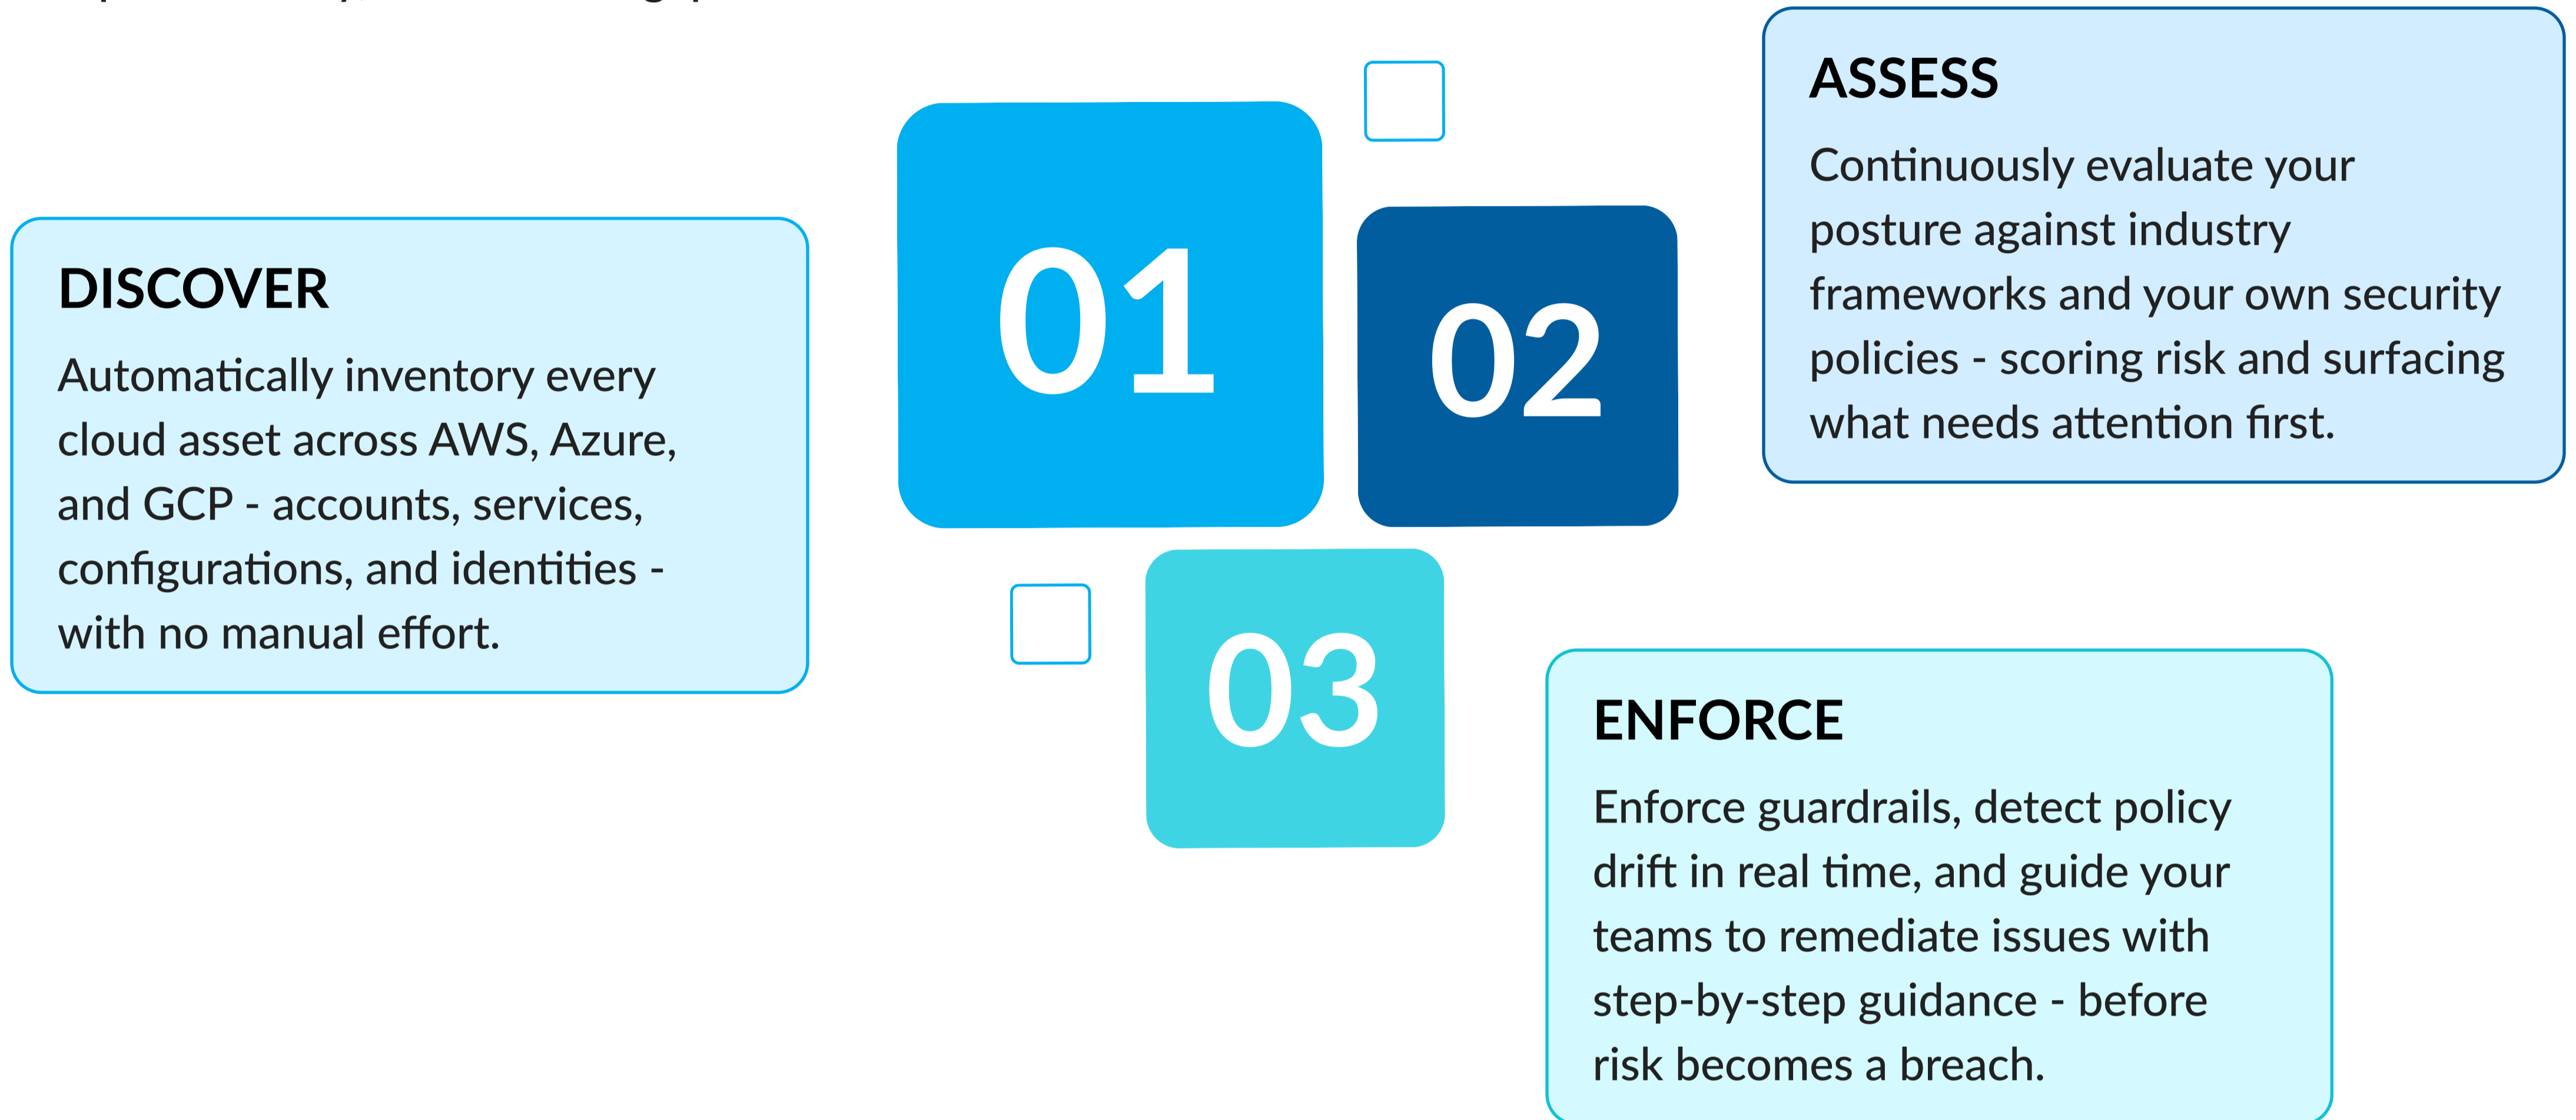 DISCOVER
Automatically inventory every
cloud asset across AWS, Azure,
and GCP - accounts, services,
configurations, and identities -
with no manual effort.
01
02
03
ASSESS
Continuously evaluate your
posture against industry
frameworks and your own security
policies - scoring risk and surfacing
what needs attention first.
ENFORCE
Enforce guardrails, detect policy
drift in real time, and guide your
teams to remediate issues with
step-by-step guidance - before
risk becomes a breach.